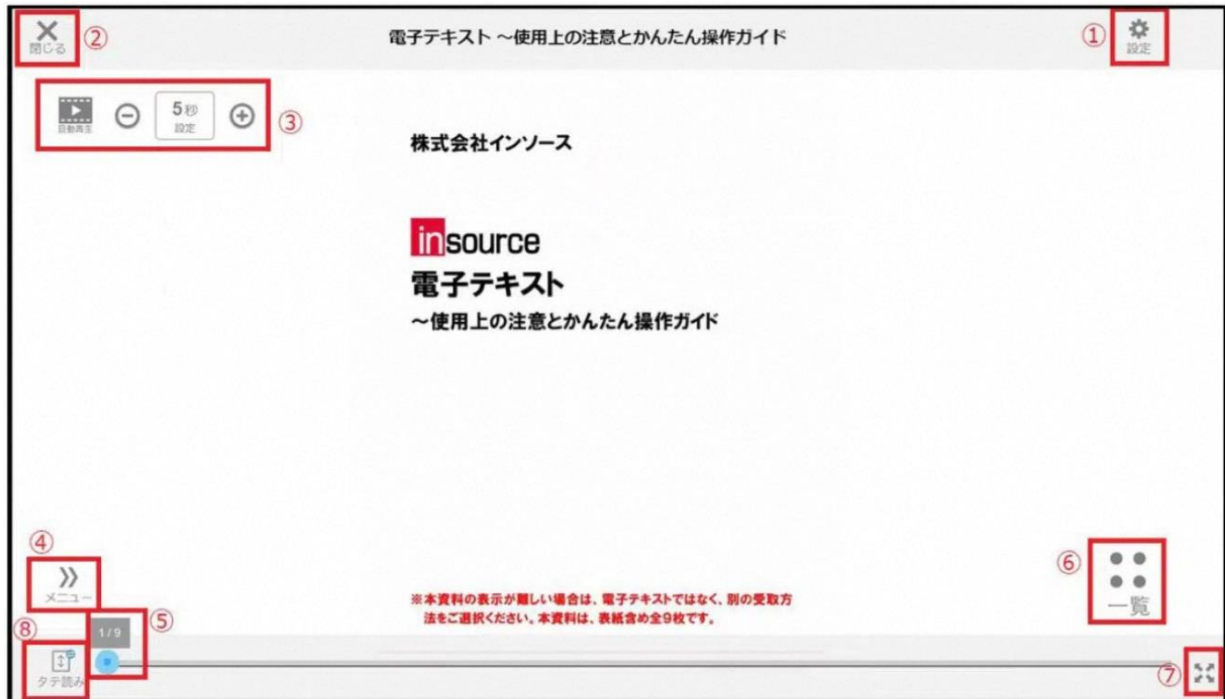 閉じる
②
電子テキスト ～使用上の注意とかんたん操作ガイド
①
設定
自動再生
5秒
設定
③
株式会社インソース
insource
電子テキスト
～使用上の注意とかんたん操作ガイド
④
メニュー
⑥
一覧
※本資料の表示が難しい場合は、電子テキストではなく、別の受取方
法をご選択ください。本資料は、表紙含め全9枚です。
⑤
1/9
⑧
タテ読み
⑦